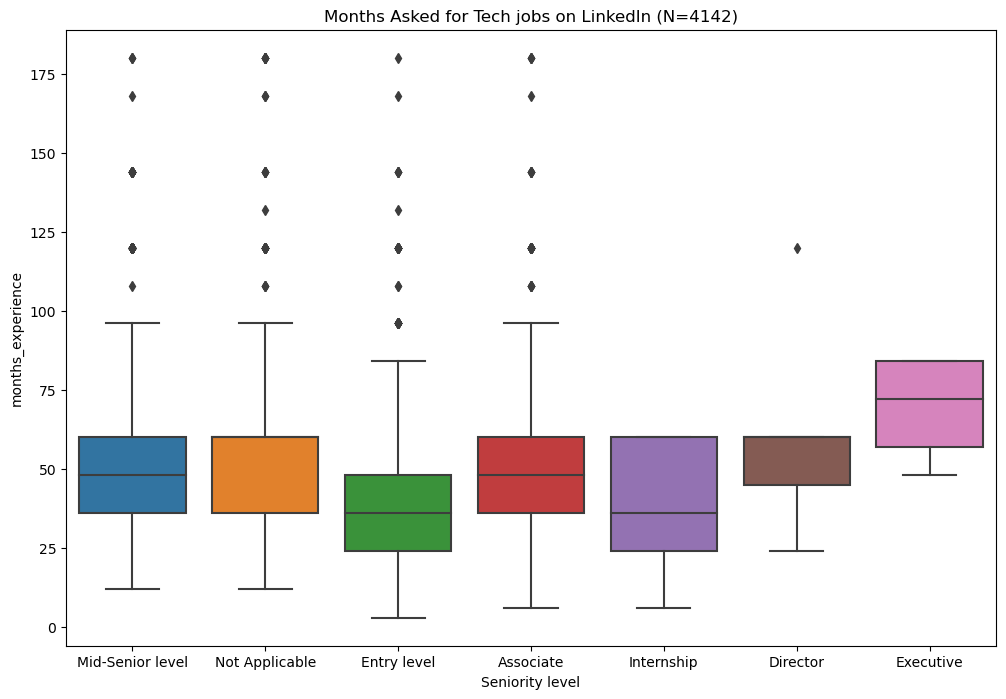 Months Asked for Tech jobs on LinkedIn (N=4142)
months_experience
175
150
125
100
75
50
25
0
Mid-Senior level
Not Applicable
Entry level
Associate
Internship
Director
Executive
Seniority level